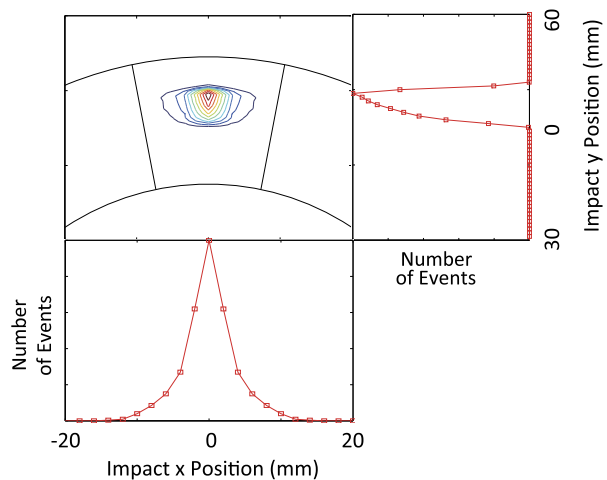 60
0
30
Impact y Position (mm)
Number
of Events
Number
of Events
-20
0
20
Impact x Position (mm)